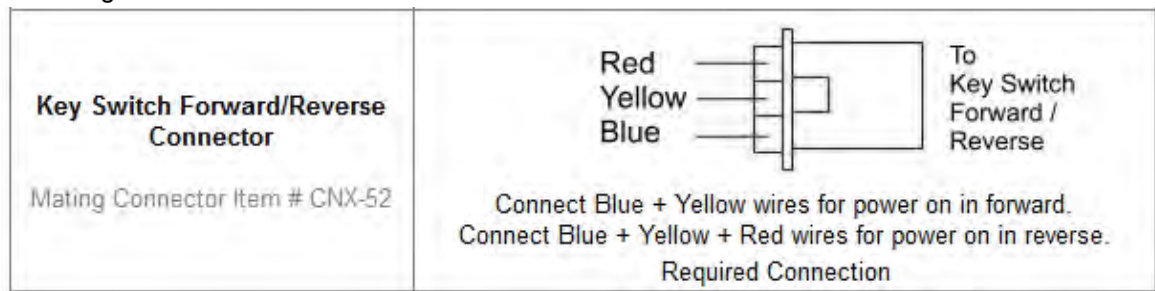 Key Switch Forward/Reverse
Connector
Mating Connector Item # CNX-52
Red
Yellow
Blue
To
Key Switch
Forward /
Reverse
Connect Blue + Yellow wires for power on in forward.
Connect Blue + Yellow + Red wires for power on in reverse.
Required Connection